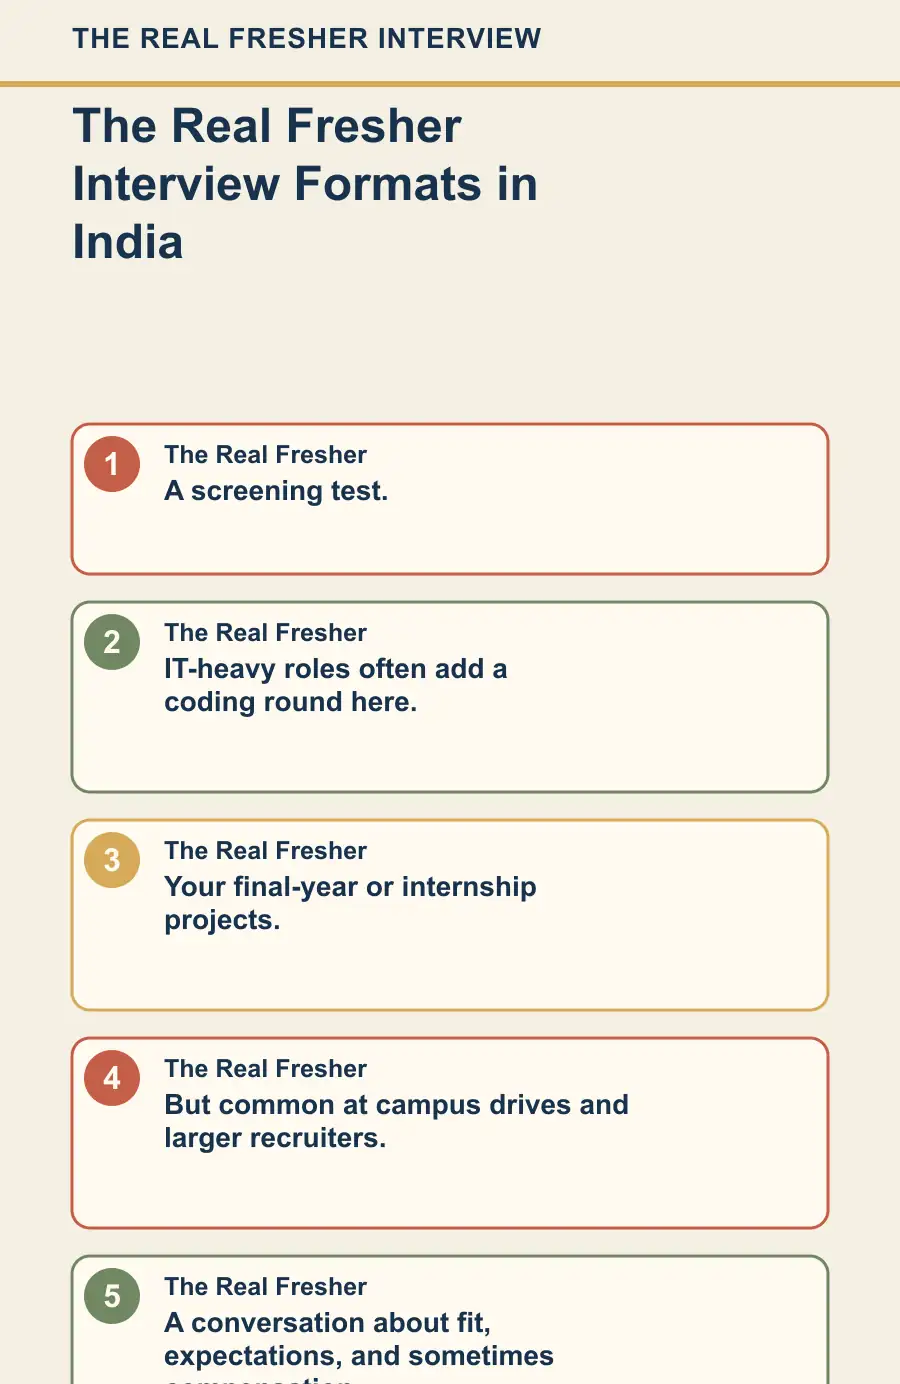 THE REAL FRESHER INTERVIEW
The Real Fresher
Interview Formats in
India
1
The Real Fresher
A screening test.
2
The Real Fresher
IT-heavy roles often add a
coding round here.
3
The Real Fresher
Your final-year or internship
projects.
4
The Real Fresher
But common at campus drives and
larger recruiters.
5
The Real Fresher
A conversation about fit,
expectations, and sometimes